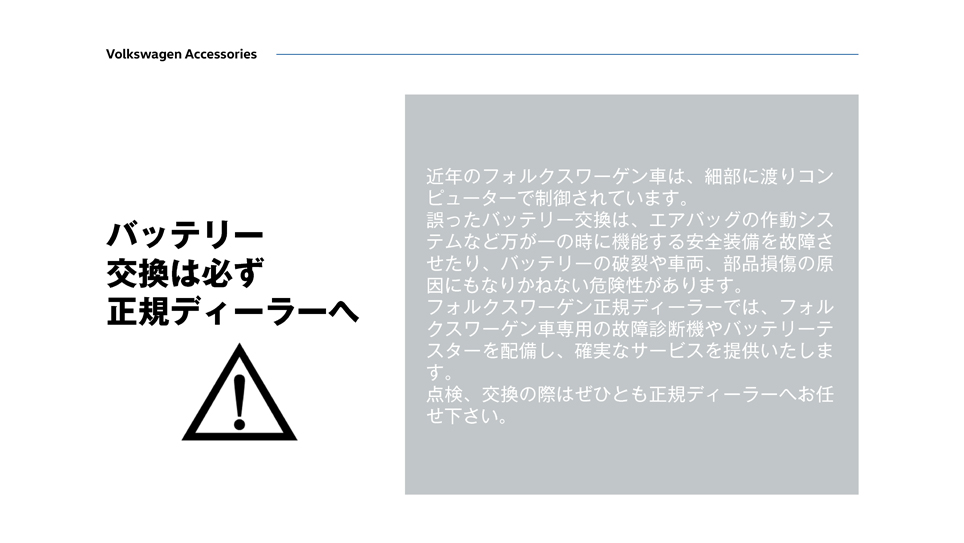 Volkswagen Accessories
バッテリー
交換は必ず
正規ディーラーへ
近年のフォルクスワーゲン車は、細部に渡りコン
ピューターで制御されています。
誤ったバッテリー交換は、エアバッグの作動シス
テムなど万が一の時に機能する安全装備を故障さ
せたり、バッテリーの破裂や車両、部品損傷の原
因にもなりかねない危険性があります。
フォルクスワーゲン正規ディーラーでは、フォル
クスワーゲン車専用の故障診断機やバッテリーテ
スターを配備し、確実なサービスを提供いたしま
す。
点検、交換の際はぜひとも正規ディーラーへお任
せ下さい。